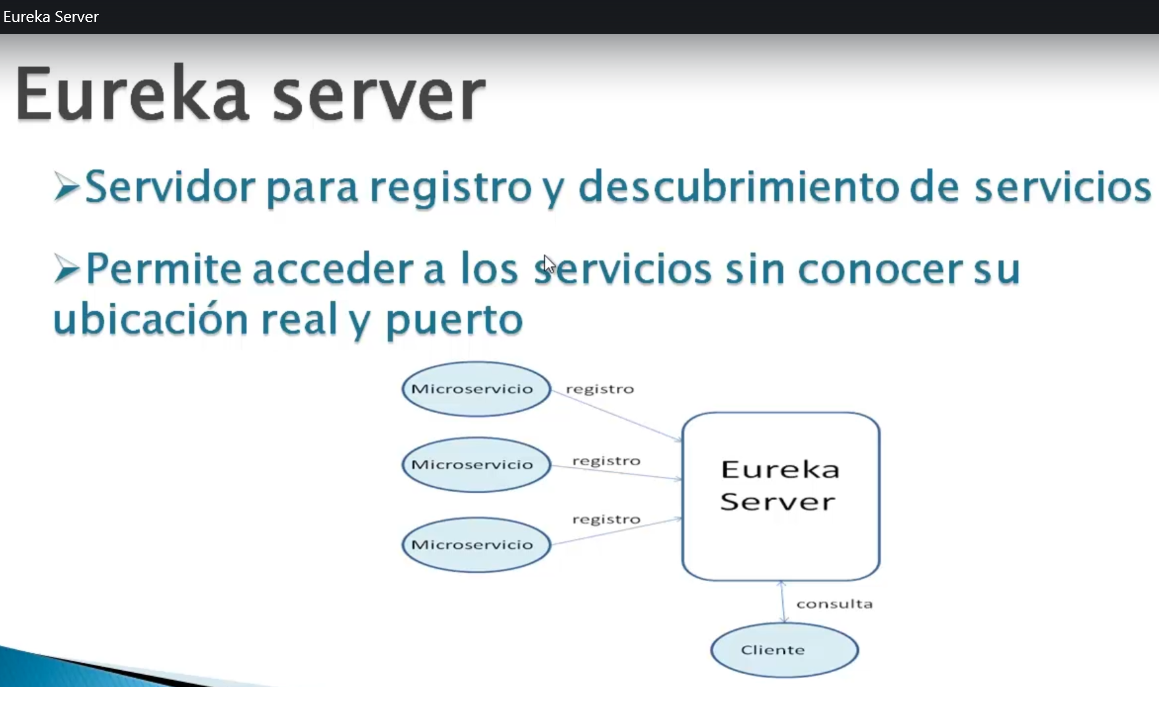 Eureka Server
Eureka server
➢Servidor para registro y descubrimiento de servicios
➢Permite acceder a los servicios sin conocer su
ubicación real y puerto
Microservicio
registro
Microservicio
registro
Microservicio
registro
Eureka
Server
consulta
Cliente